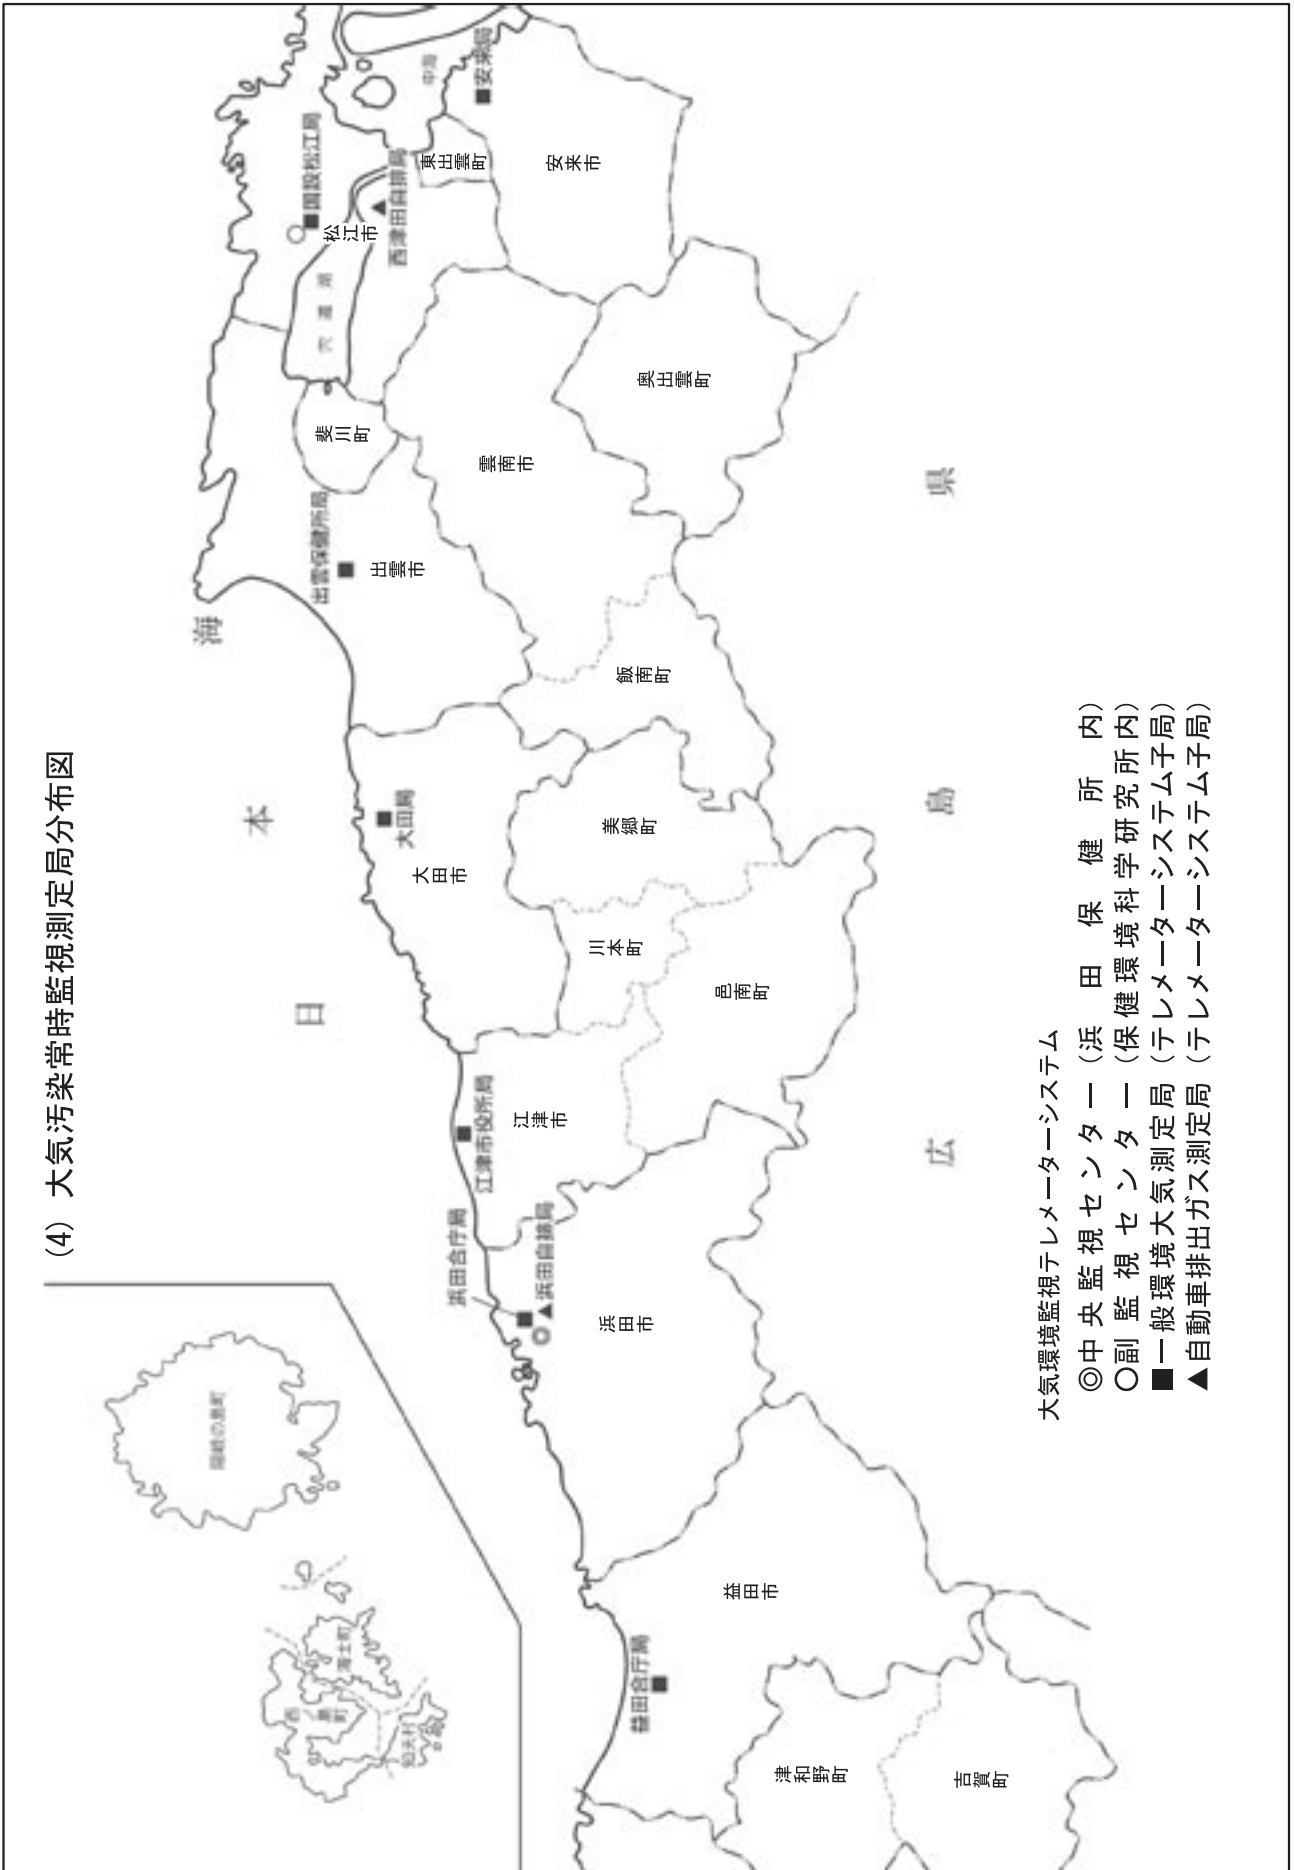 (4) 大気汚染常時監視測定局分布図
日本海
隠岐の島町
西ノ島町
海士町
知夫村
中海
安来局
国設松江局
松江市
西津田自排局
東出雲町
安来市
宍道湖
斐川町
雲南市
奥出雲町
出雲保健所局
出雲市
飯南町
大田局
大田市
美郷町
川本町
邑南町
江津市役所局
江津市
浜田合庁局
浜田自排局
浜田市
益田合庁局
益田市
津和野町
吉賀町
広島県
大気環境監視テレメーターシステム
◎中央監視センター（浜田保健所内）
○副監視センター（保健環境科学研究所内）
■一般環境大気測定局（テレメーターシステム子局）
▲自動車排出ガス測定局（テレメーターシステム子局）